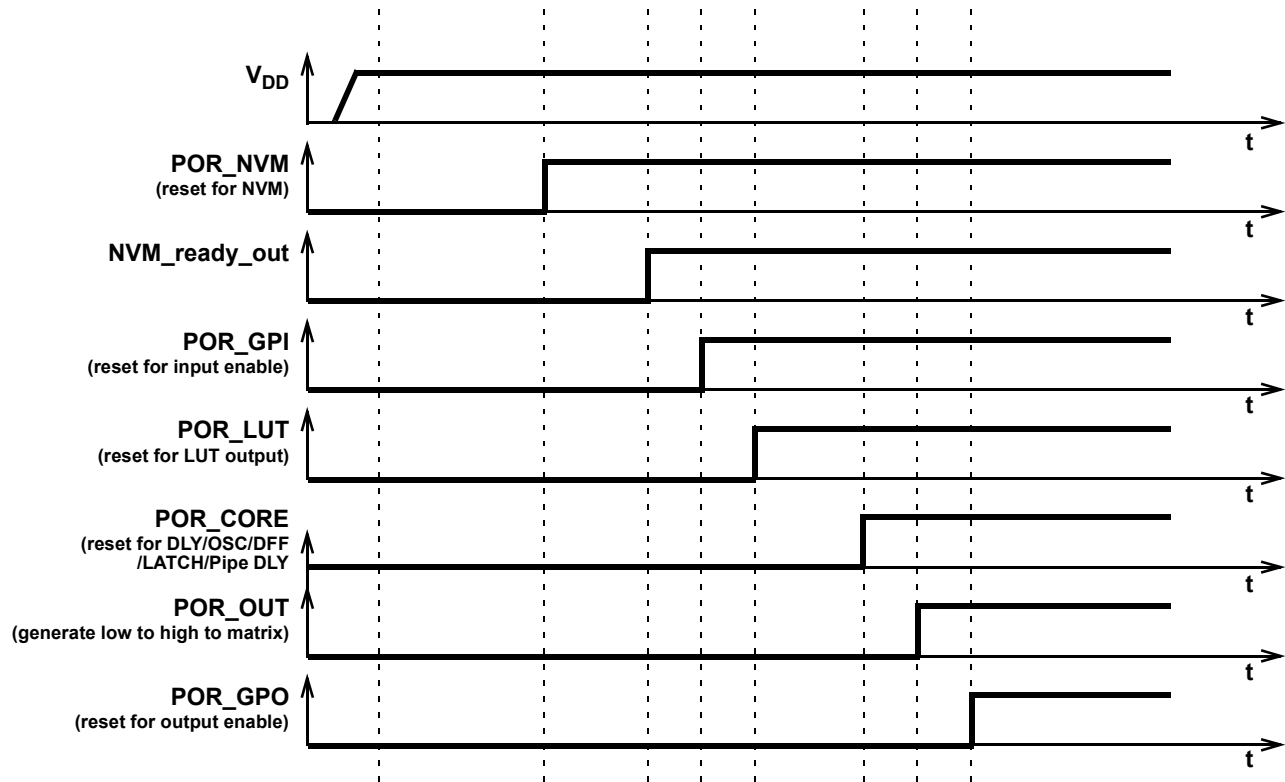 VDD
t
POR_NVM
(reset for NVM)
t
NVM_ready_out
t
POR_GPI
(reset for input enable)
t
POR_LUT
(reset for LUT output)
t
POR_CORE
(reset for DLY/OSC/DFF
/LATCH/Pipe DLY
t
POR_OUT
(generate low to high to matrix)
t
POR_GPO
(reset for output enable)
t